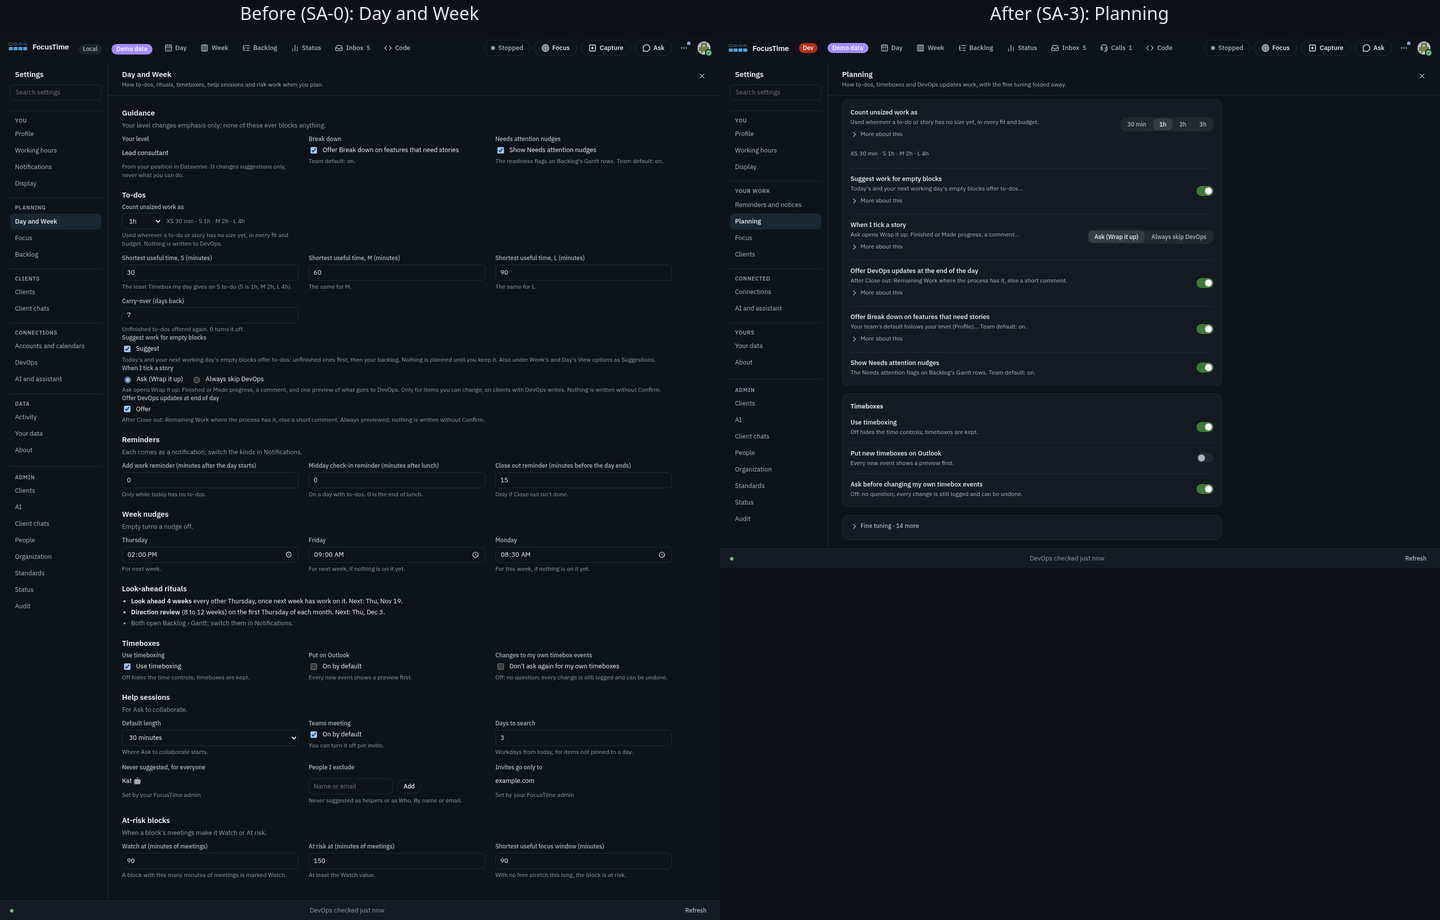 Before (SA-0): Day and Week
FocusTime
Local
Demo data
Day
Week
Backlog
Status
Inbox 5
Code
Stopped
Focus
Capture
Ask
Settings
Search settings
YOU
Profile
Working hours
Notifications
Display
PLANNING
Day and Week
Focus
Backlog
CLIENTS
Clients
Client chats
CONNECTIONS
Accounts and calendars
DevOps
AI and assistant
DATA
Activity
Your data
About
ADMIN
Clients
AI
Client chats
People
Organization
Standards
Status
Audit
Day and Week
How to-dos, rituals, timeboxes, help sessions and risk work when you plan.
Guidance
Your level changes emphasis only; none of these ever blocks anything.
Your level
Lead consultant
From your position in Dataverse. It changes suggestions only,
never what you can do.
Break down
Offer Break down on features that need stories
Team default: on.
Needs attention nudges
Show Needs attention nudges
The readiness flags on Backlog's Gantt rows. Team default: on.
To-dos
Count unsized work as
1h
XS 30 min · S 1h · M 2h · L 4h
Used wherever a to-do or story has no size yet, in every fit and
budget. Nothing is written to DevOps.
Shortest useful time, S (minutes)
30
The least Timebox my day gives an S to-do (S is 1h, M 2h, L 4h).
Shortest useful time, M (minutes)
60
The same for M.
Shortest useful time, L (minutes)
90
The same for L.
Carry-over (days back)
7
Unfinished to-dos offered again. 0 turns it off.
Suggest work for empty blocks
Suggest
Today's and your next working day's empty blocks offer to-dos: unfinished ones first, then your backlog. Nothing is planned until you keep it. Also under Week's and Day's View options as Suggestions.
When I tick a story
Ask (Wrap it up)
Always skip DevOps
Ask opens Wrap it up: Finished or Made progress, a comment, and one preview of what goes to DevOps. Only for items you can change, on clients with DevOps writes. Nothing is written without Confirm.
Offer DevOps updates at end of day
Offer
After Close out: Remaining Work where the process has it, else a short comment. Always previewed; nothing is written without Confirm.
Reminders
Each comes as a notification; switch the kinds in Notifications.
Add work reminder (minutes after the day starts)
0
Only while today has no to-dos.
Midday check-in reminder (minutes after lunch)
0
On a day with to-dos. 0 is the end of lunch.
Close out reminder (minutes before the day ends)
15
Only if Close out isn't done.
Week nudges
Empty turns a nudge off.
Thursday
02:00 PM
For next week.
Friday
09:00 AM
For next week, if nothing is on it yet.
Monday
08:30 AM
For this week, if nothing is on it yet.
Look-ahead rituals
• Look ahead 4 weeks every other Thursday, once next week has work on it. Next: Thu, Nov 19.
• Direction review (8 to 12 weeks) on the first Thursday of each month. Next: Thu, Dec 3.
• Both open Backlog › Gantt; switch them in Notifications.
Timeboxes
Use timeboxing
Use timeboxing
Off hides the time controls; timeboxes are kept.
Put on Outlook
On by default
Every new event shows a preview first.
Changes to my own timebox events
Don't ask again for my own timeboxes
Off: no question; every change is still logged and can be undone.
Help sessions
For Ask to collaborate.
Default length
30 minutes
Where Ask to collaborate starts.
Teams meeting
On by default
You can turn it off per invite.
Days to search
3
Workdays from today, for items not pinned to a day.
Never suggested, for everyone
Kat 🤖
Set by your FocusTime admin
People I exclude
Name or email
Add
Never suggested as helpers or as Who. By name or email.
Invites go only to
example.com
Set by your FocusTime admin
At-risk blocks
When a block's meetings make it Watch or At risk.
Watch at (minutes of meetings)
90
A block with this many minutes of meetings is marked Watch.
At risk at (minutes of meetings)
150
At least the Watch value.
Shortest useful focus window (minutes)
90
With no free stretch this long, the block is at risk.
DevOps checked just now
Refresh
After (SA-3): Planning
FocusTime
Dev
Demo data
Day
Week
Backlog
Status
Inbox 5
Calls 1
Code
Stopped
Focus
Capture
Ask
Settings
Search settings
YOU
Profile
Working hours
Display
YOUR WORK
Reminders and notices
Planning
Focus
Clients
CONNECTED
Connections
AI and assistant
YOURS
Your data
About
ADMIN
Clients
AI
Client chats
People
Organization
Standards
Status
Audit
Planning
How to-dos, timeboxes and DevOps updates work, with the fine tuning folded away.
Count unsized work as
Used wherever a to-do or story has no size yet, in every fit and budget.
More about this
30 min
1h
2h
3h
XS 30 min · S 1h · M 2h · L 4h
Suggest work for empty blocks
Today's and your next working day's empty blocks offer to-dos...
More about this
When I tick a story
Ask opens Wrap it up: Finished or Made progress, a comment...
More about this
Ask (Wrap it up)
Always skip DevOps
Offer DevOps updates at the end of the day
After Close out: Remaining Work where the process has it, else a short comment.
More about this
Offer Break down on features that need stories
Your team's default follows your level (Profile)... Team default: on.
More about this
Show Needs attention nudges
The Needs attention flags on Backlog's Gantt rows. Team default: on.
Timeboxes
Use timeboxing
Off hides the time controls; timeboxes are kept.
Put new timeboxes on Outlook
Every new event shows a preview first.
Ask before changing my own timebox events
Off: no question; every change is still logged and can be undone.
Fine tuning · 14 more
DevOps checked just now
Refresh